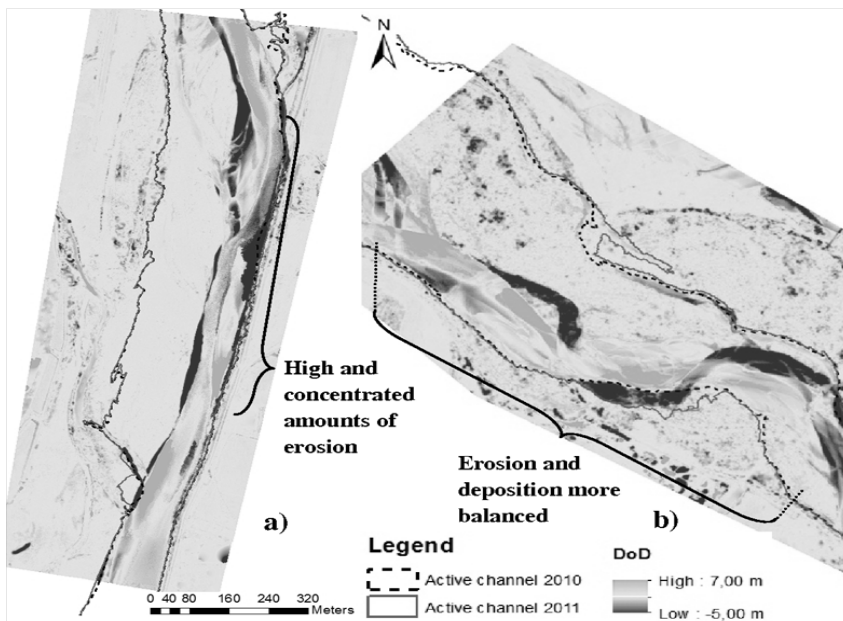 N
High and
concentrated
amounts of
erosion
a)
Erosion and
deposition more
balanced
b)
Legend
Active channel 2010
Active channel 2011
DoD
High : 7,00 m
Low : -5,00 m
0 40 80 160 240 320
Meters